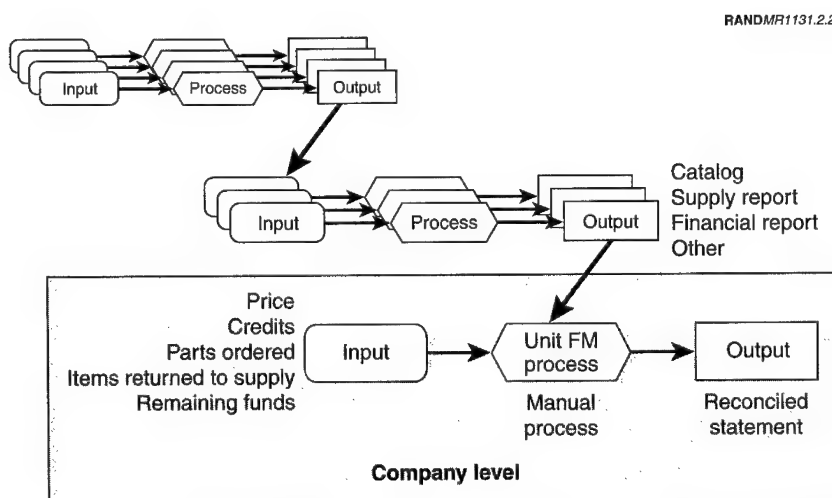 RANDMR1131.2.2
Input
Process
Output
Input
Process
Output
Catalog
Supply report
Financial report
Other
Price
Credits
Parts ordered
Items returned to supply
Remaining funds
Input
Unit FM
process
Output
Manual
process
Reconciled
statement
Company level